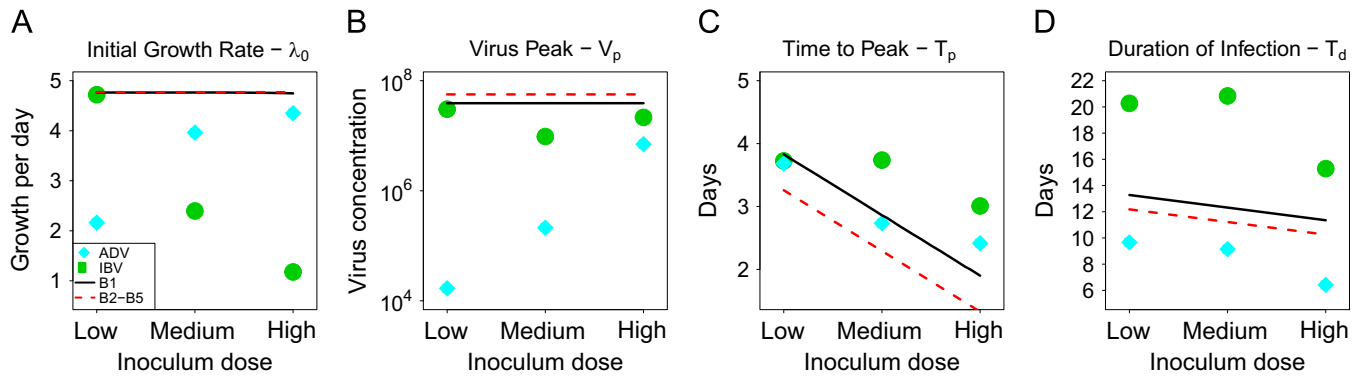 A
Initial Growth Rate − λ0
Growth per day
5
4
3
2
1
ADV
IBV
B1
B2−B5
Low Medium High
Inoculum dose
B
Virus Peak − Vp
Virus concentration
10^8
10^6
10^4
Low Medium High
Inoculum dose
C
Time to Peak − Tp
Days
5
4
3
2
Low Medium High
Inoculum dose
D
Duration of Infection − Td
Days
22
20
18
16
14
12
10
8
6
Low Medium High
Inoculum dose